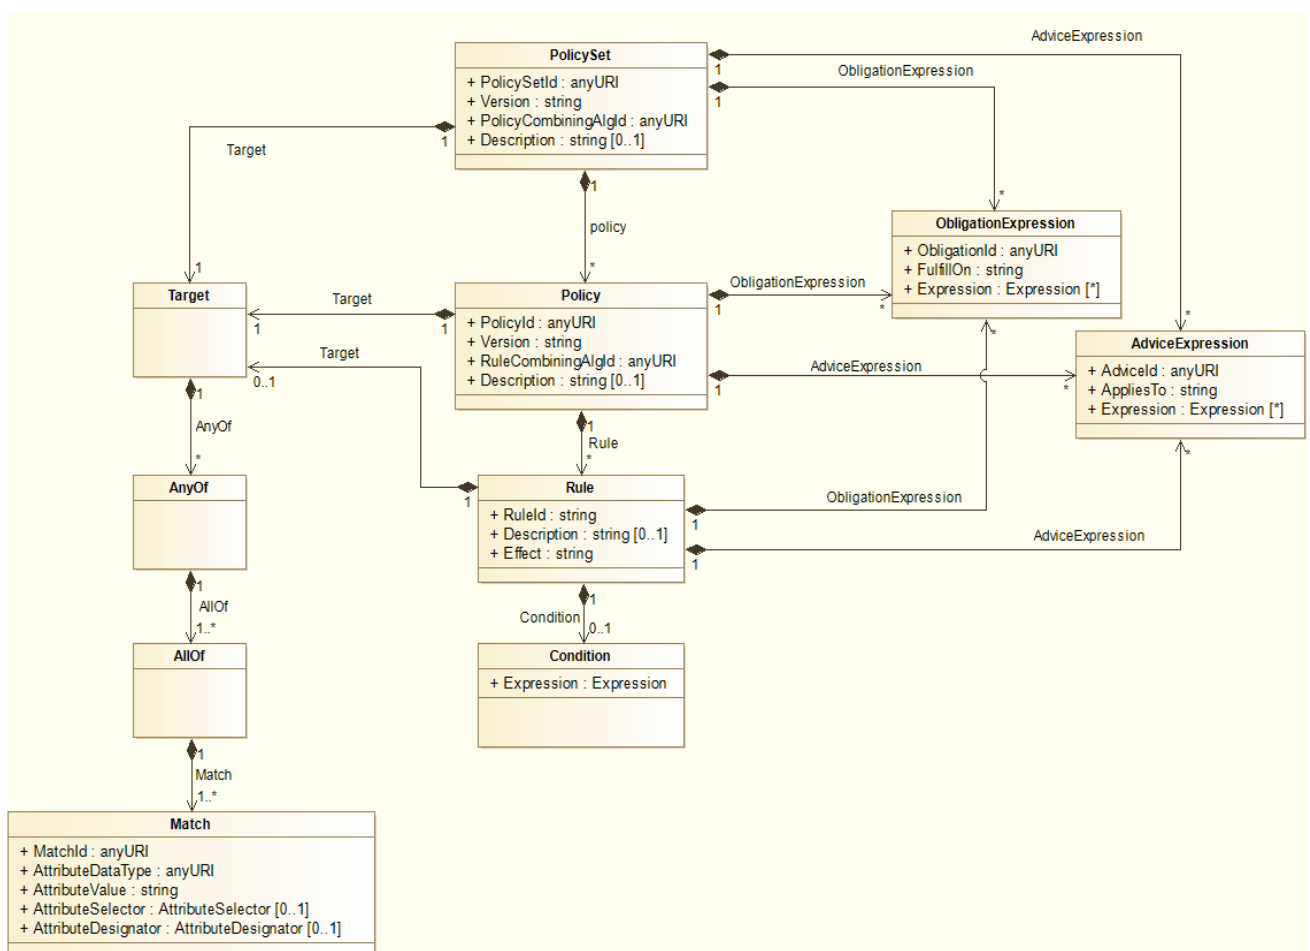 AdviceExpression
PolicySet
1
ObligationExpression
+ PolicySetId : anyURI
+ Version : string
+ PolicyCombiningAlgId : anyURI
+ Description : string [0..1]
1
1
Target
1
policy
*
*
ObligationExpression
+ ObligationId : anyURI
+ FulfillOn : string
+ Expression : Expression [*]
1
*
Target
Target
1
1
Policy
+ PolicyId : anyURI
+ Version : string
+ RuleCombiningAlgId : anyURI
+ Description : string [0..1]
ObligationExpression
1
*
*
*
AdviceExpression
+ AdviceId : anyURI
+ AppliesTo : string
+ Expression : Expression [*]
Target
0..1
AdviceExpression
1
*
*
1
AnyOf
*
1
Rule
*
AnyOf
Rule
+ RuleId : string
+ Description : string [0..1]
+ Effect : string
1
ObligationExpression
1
AdviceExpression
1
1
AllOf
1..*
1
Condition
0..1
AllOf
Condition
+ Expression : Expression
1
Match
1..*
Match
+ MatchId : anyURI
+ AttributeDataType : anyURI
+ AttributeValue : string
+ AttributeSelector : AttributeSelector [0..1]
+ AttributeDesignator : AttributeDesignator [0..1]